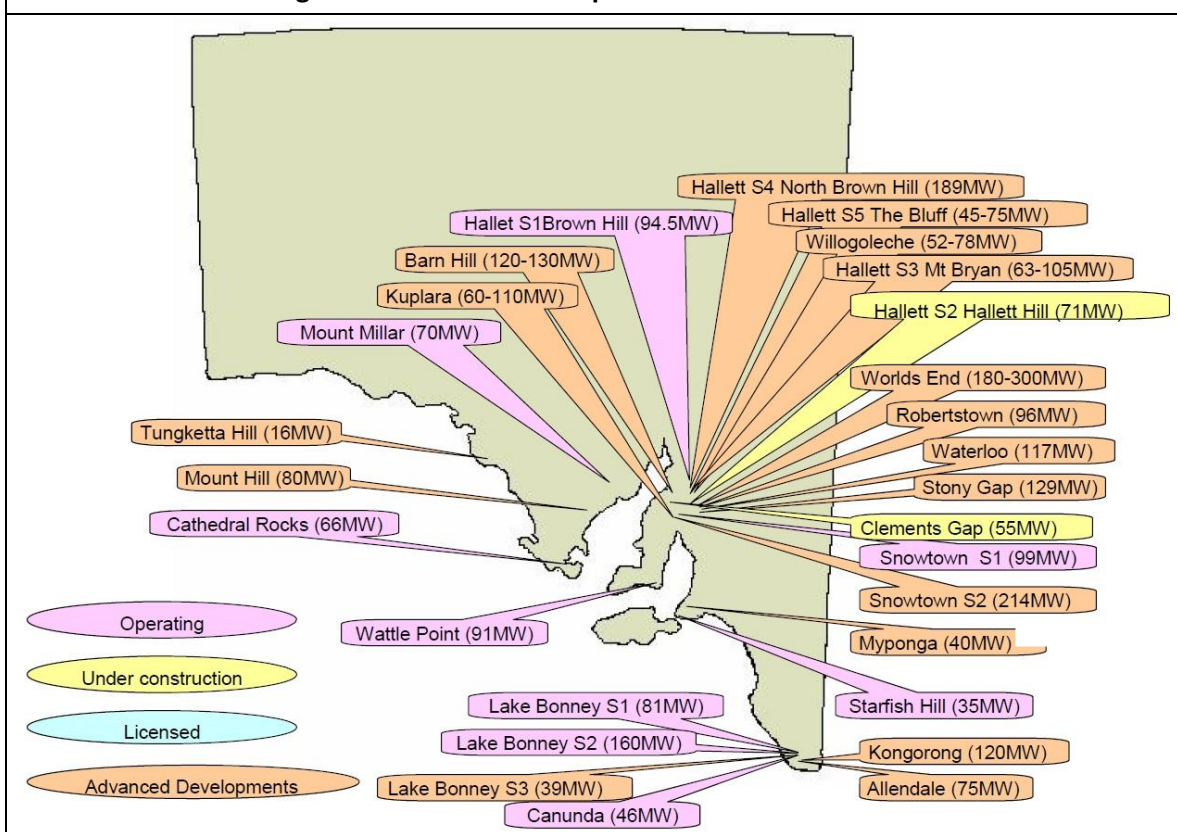 Hallett S4 North Brown Hill (189MW)
Hallet S1Brown Hill (94.5MW)
Hallett S5 The Bluff (45-75MW)
Willogoleche (52-78MW)
Barn Hill (120-130MW)
Hallett S3 Mt Bryan (63-105MW)
Kuplara (60-110MW)
Hallett S2 Hallett Hill (71MW)
Mount Millar (70MW)
Worlds End (180-300MW)
Robertstown (96MW)
Tungketta Hill (16MW)
Waterloo (117MW)
Mount Hill (80MW)
Stony Gap (129MW)
Cathedral Rocks (66MW)
Clements Gap (55MW)
Snowtown S1 (99MW)
Snowtown S2 (214MW)
Operating
Wattle Point (91MW)
Myponga (40MW)
Under construction
Lake Bonney S1 (81MW)
Starfish Hill (35MW)
Licensed
Lake Bonney S2 (160MW)
Kongorong (120MW)
Advanced Developments
Lake Bonney S3 (39MW)
Allendale (75MW)
Canunda (46MW)